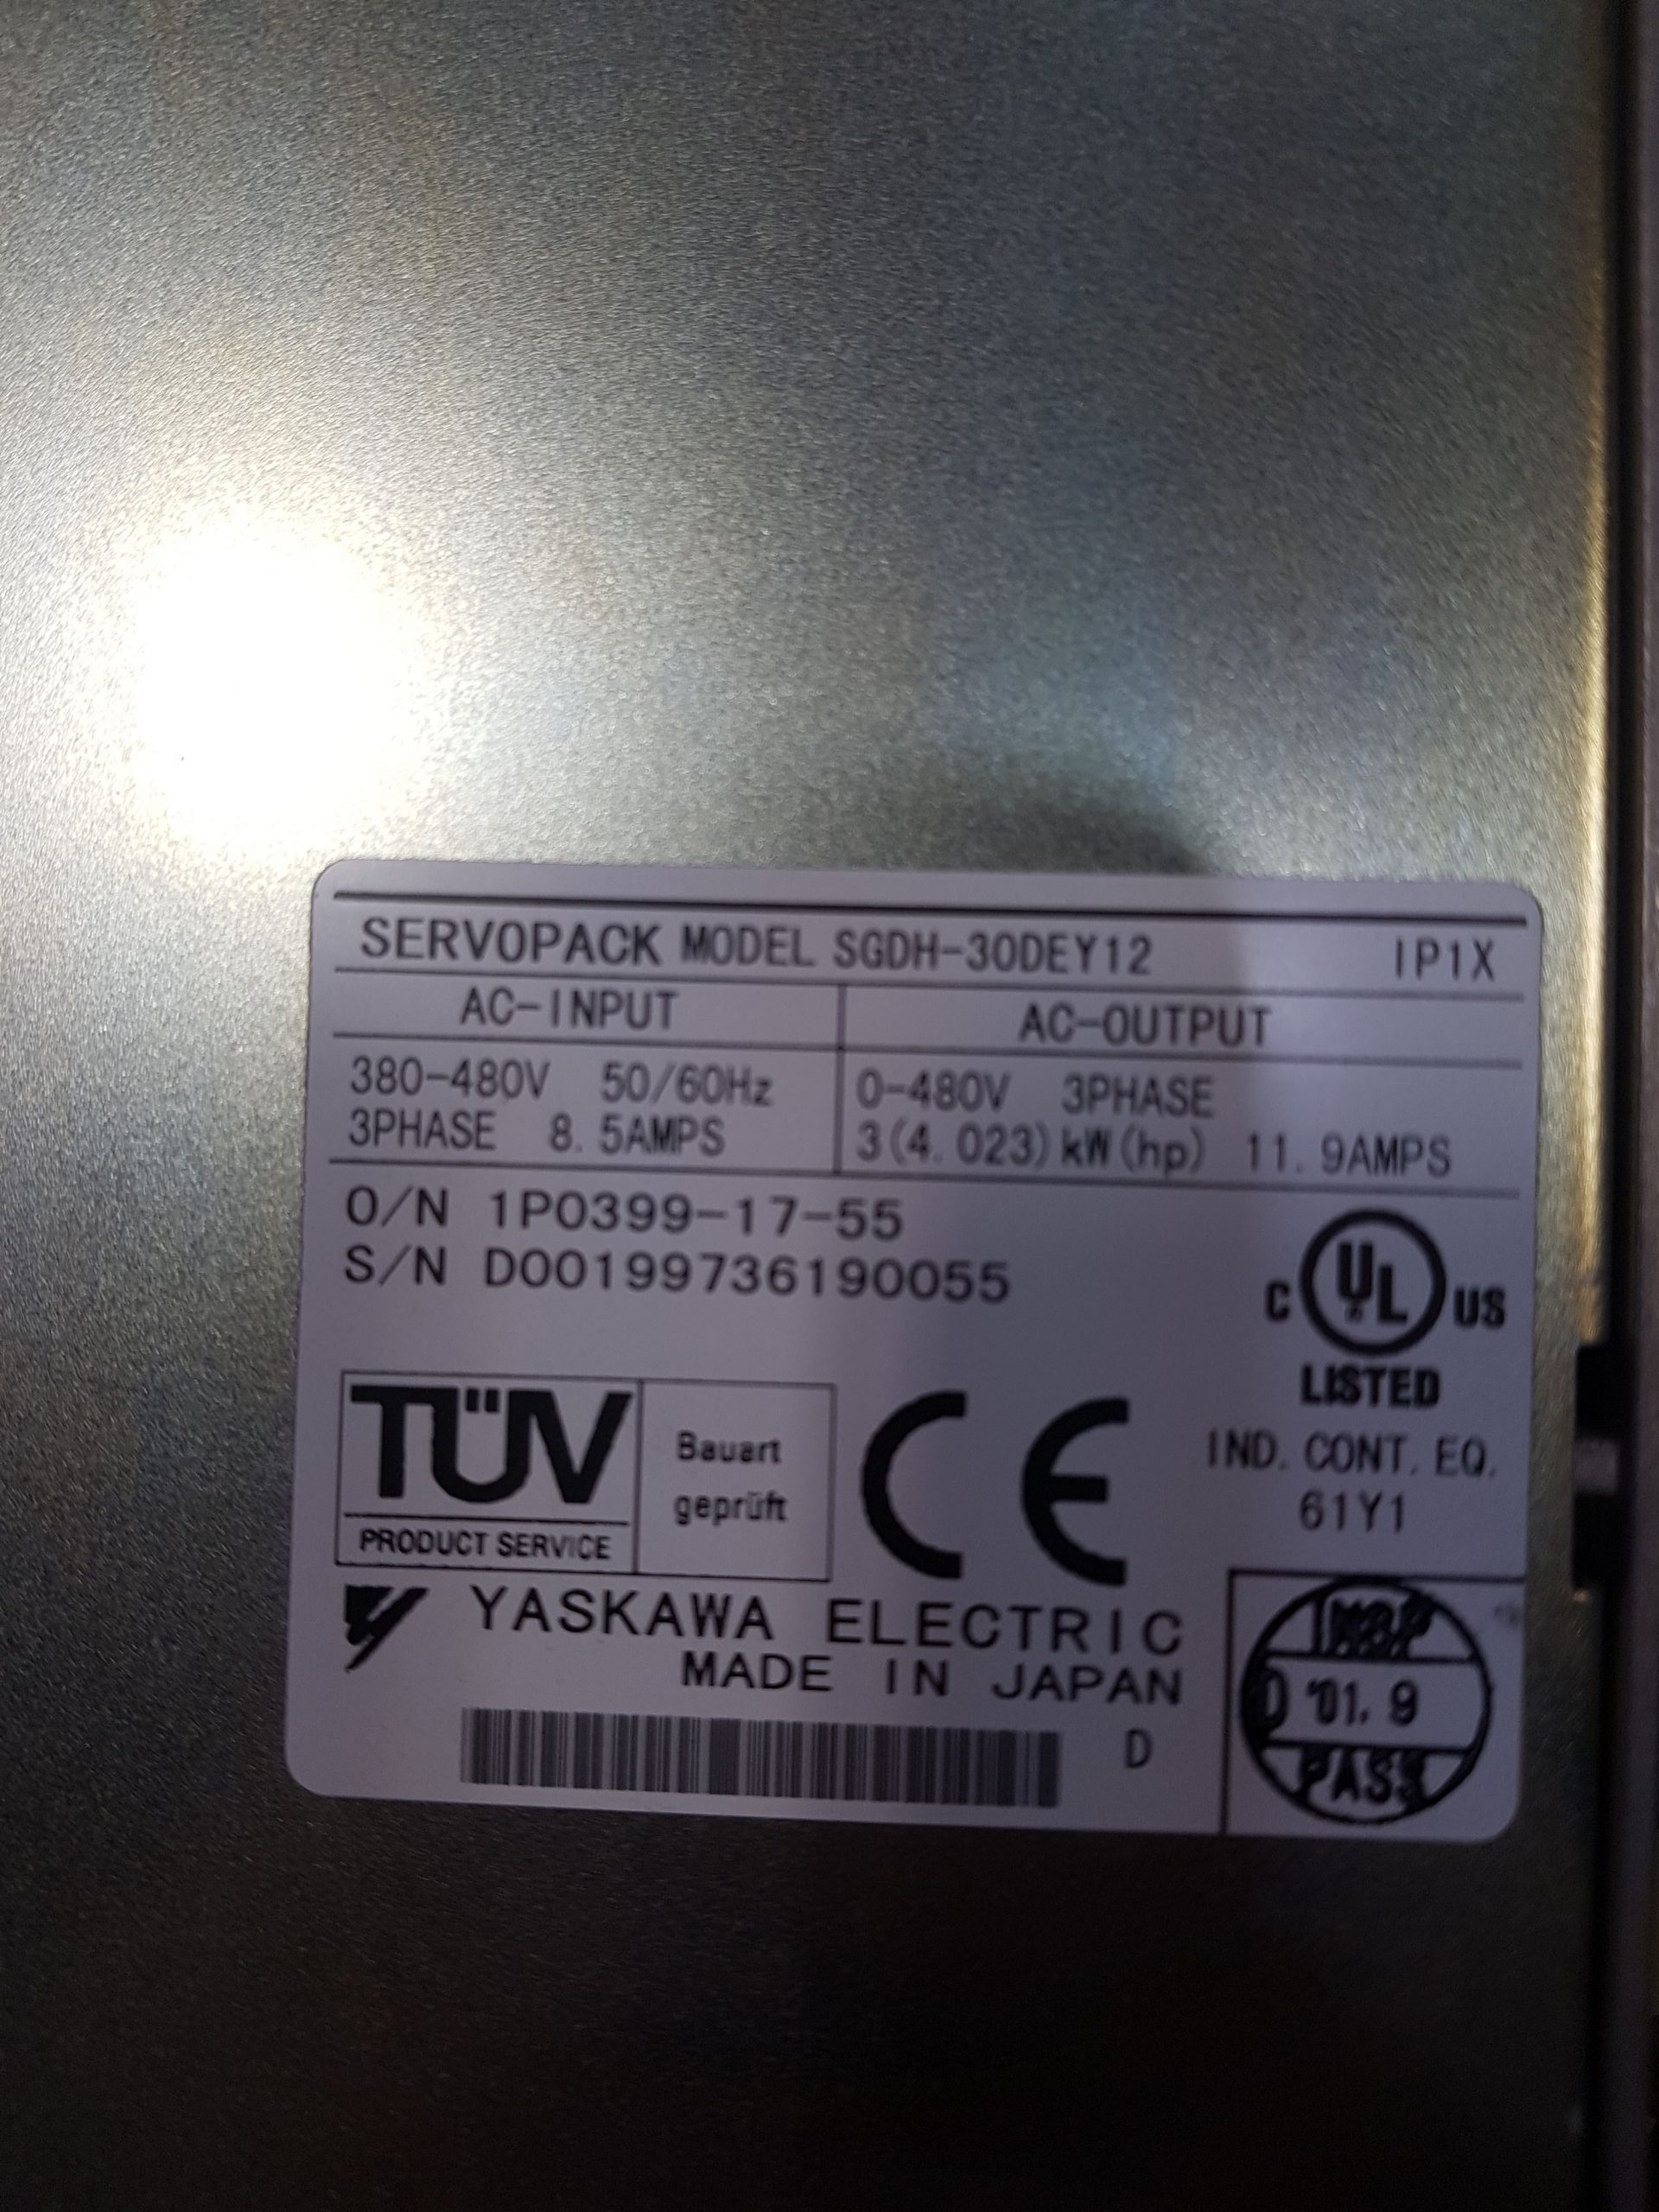 SERVOPACK MODEL SGDH-30DEY12 IP1X
AC-INPUT AC-OUTPUT
380-480V 50/60Hz
3PHASE 8.5AMPS
0-480V 3PHASE
3(4.023)kW(hp) 11.9AMPS
O/N 1P0399-17-55
S/N D00199736190055
C UL US
LISTED
IND. CONT. EQ.
61Y1
TÜV
PRODUCT SERVICE
Bauart
geprüft
CE
YASKAWA ELECTRIC
MADE IN JAPAN
D
INSP
D '01.9
PASS